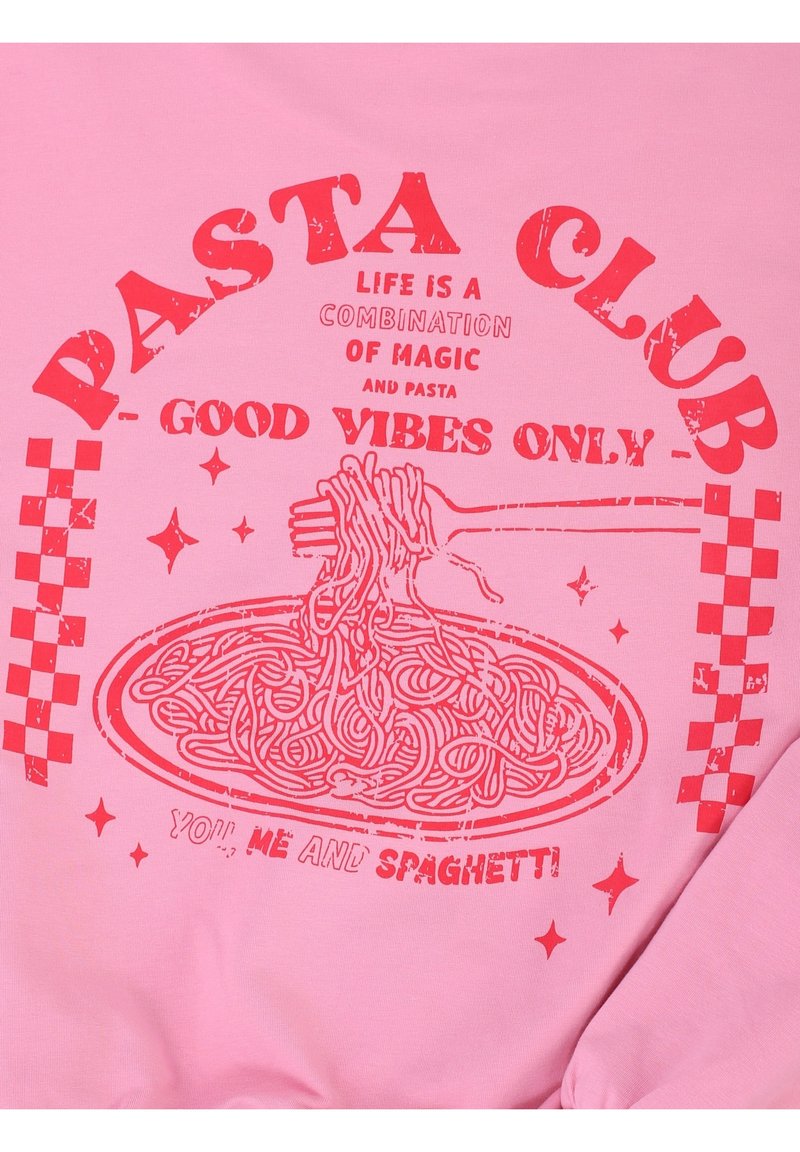 PASTA CLUB
LIFE IS A
COMBINATION
OF MAGIC
AND PASTA
- GOOD VIBES ONLY -
YOU, ME AND SPAGHETTI